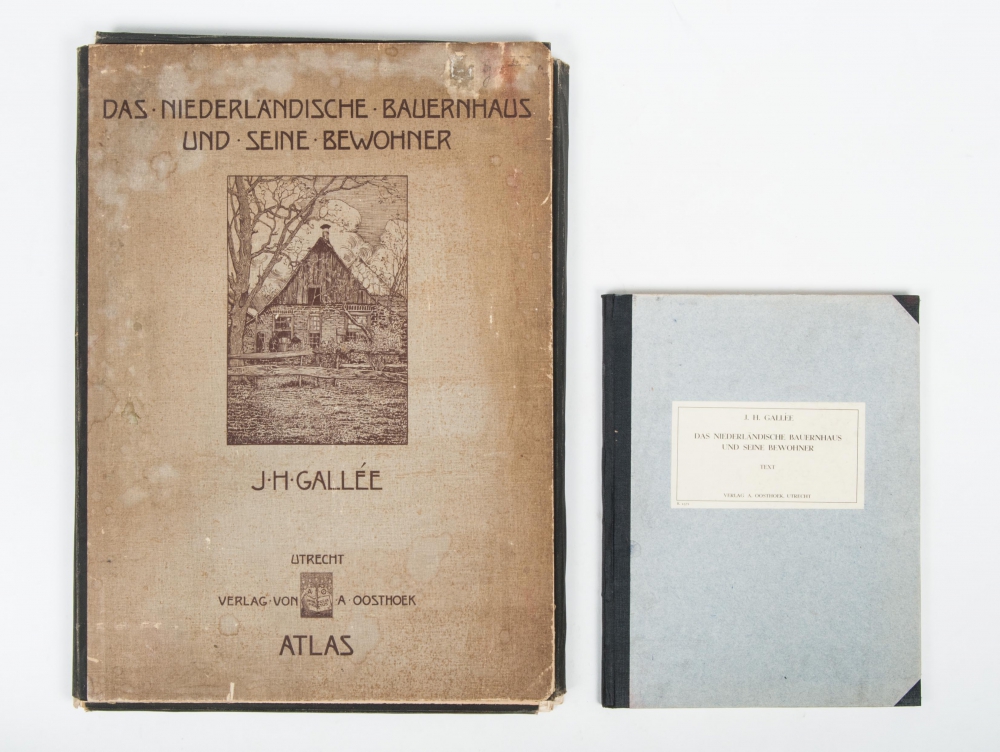 DAS · NIEDERLÄNDISCHE · BAUERNHAUS
UND · SEINE · BEWOHNER
J · H · GALLÉE
UTRECHT
VERLAG · VON · A · OOSTHOEK
ATLAS
J. H. GALLÉE
DAS NIEDERLÄNDISCHE BAUERNHAUS
UND SEINE BEWOHNER
TEXT
VERLAG A. OOSTHOEK, UTRECHT